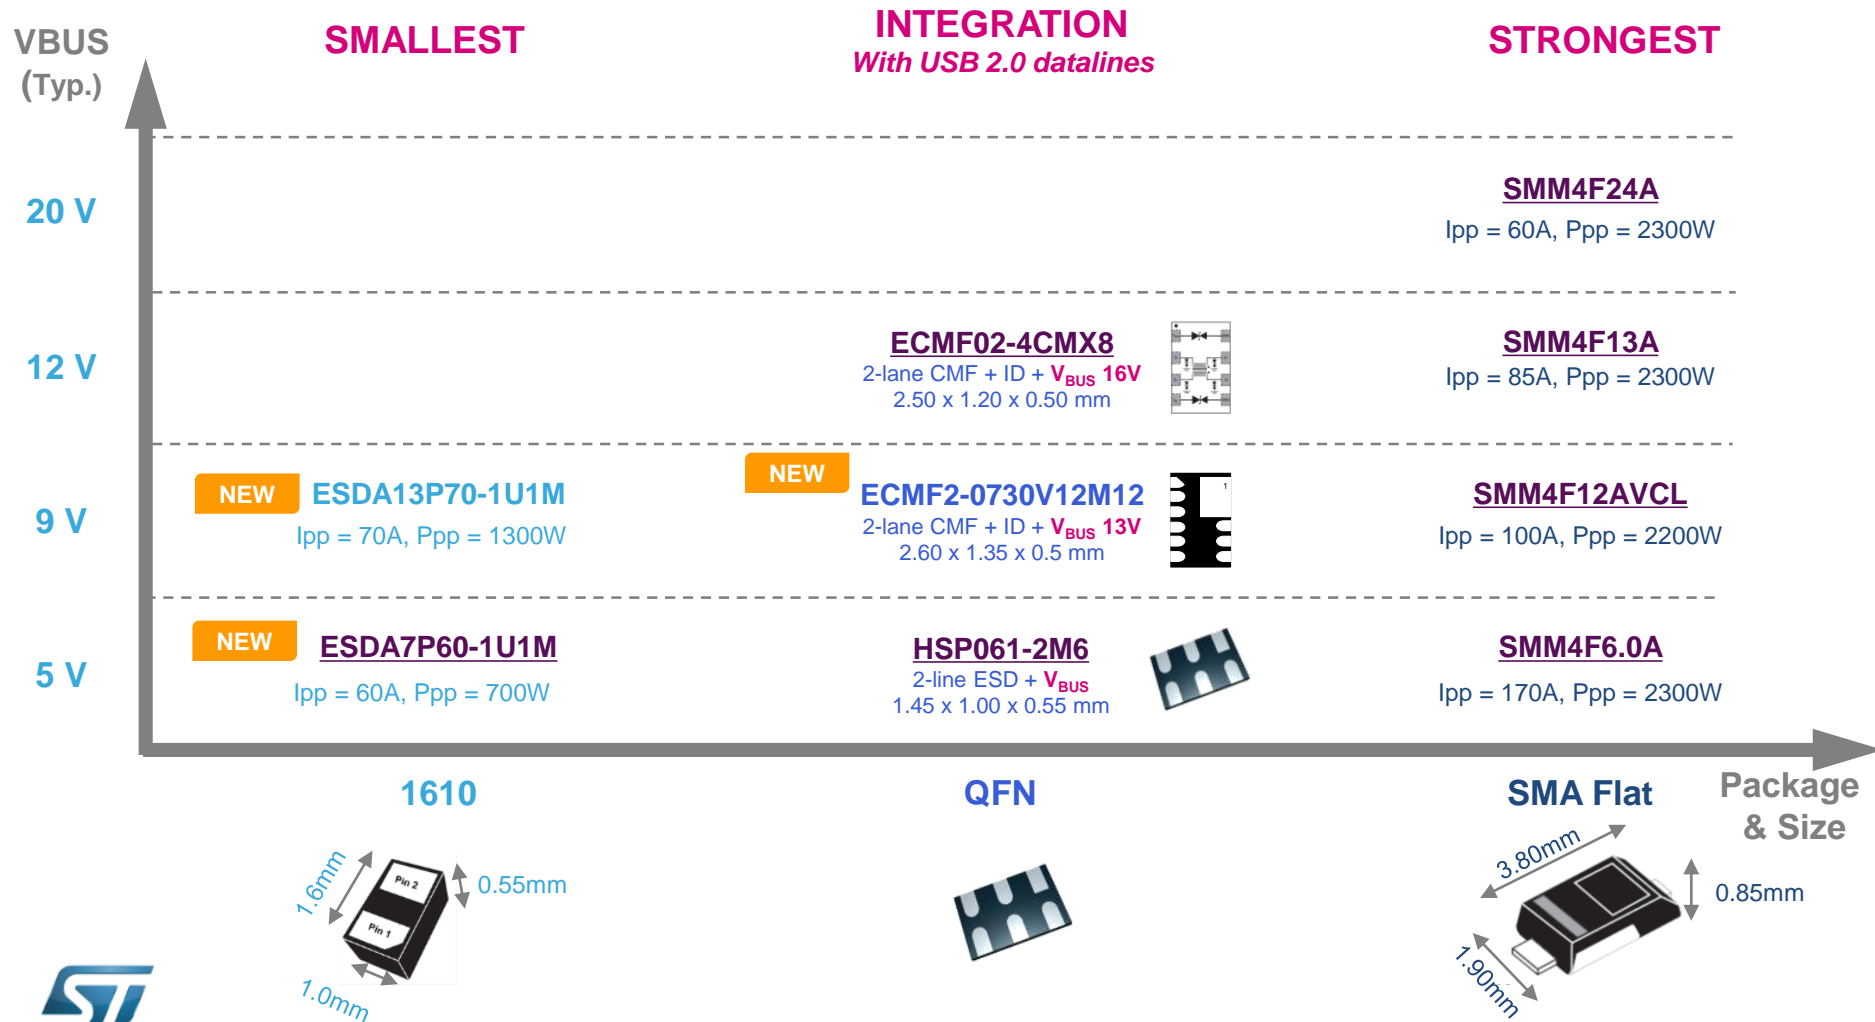 VBUS
(Typ.)
SMALLEST
INTEGRATION
With USB 2.0 datalines
STRONGEST
20 V
SMM4F24A
Ipp = 60A, Ppp = 2300W
12 V
ECMF02-4CMX8
2-lane CMF + ID + VBUS 16V
2.50 x 1.20 x 0.50 mm
SMM4F13A
Ipp = 85A, Ppp = 2300W
9 V
NEW
ESDA13P70-1U1M
Ipp = 70A, Ppp = 1300W
NEW
ECMF2-0730V12M12
2-lane CMF + ID + VBUS 13V
2.60 x 1.35 x 0.5 mm
1
SMM4F12AVCL
Ipp = 100A, Ppp = 2200W
5 V
NEW
ESDA7P60-1U1M
Ipp = 60A, Ppp = 700W
HSP061-2M6
2-line ESD + VBUS
1.45 x 1.00 x 0.55 mm
SMM4F6.0A
Ipp = 170A, Ppp = 2300W
1610
QFN
SMA Flat
Package
& Size
1.6mm
Pin 2
Pin 1
0.55mm
1.0mm
3.80mm
0.85mm
1.90mm
ST